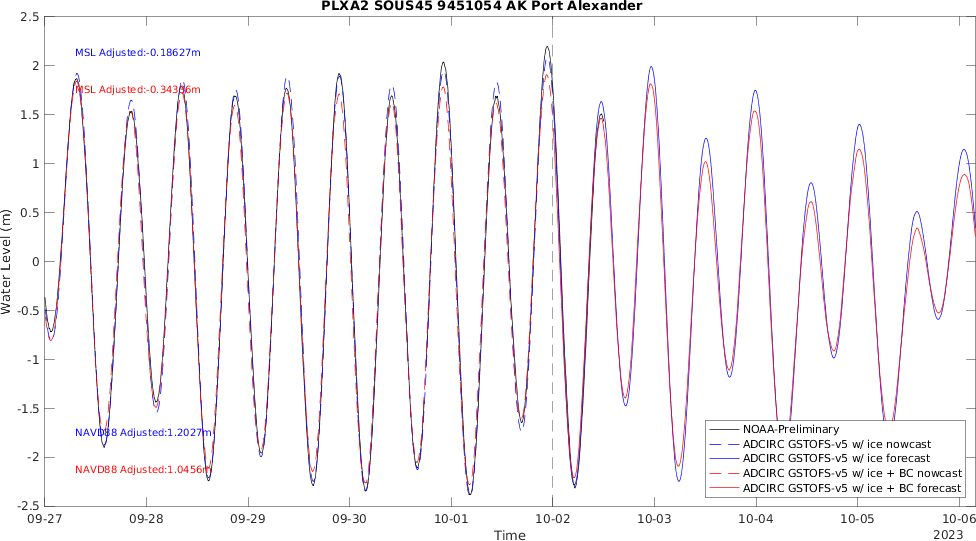 PLXA2 SOUS45 9451054 AK Port Alexander
2.5
2
1.5
1
0.5
0
-0.5
-1
-1.5
-2
-2.5
Water Level (m)
MSL Adjusted:-0.18627m
MSL Adjusted:-0.34336m
NAVD88 Adjusted:1.2027m
NAVD88 Adjusted:1.0456m
NOAA-Preliminary
ADCIRC GSTOFS-v5 w/ ice nowcast
ADCIRC GSTOFS-v5 w/ ice forecast
ADCIRC GSTOFS-v5 w/ ice + BC nowcast
ADCIRC GSTOFS-v5 w/ ice + BC forecast
09-27 09-28 09-29 09-30 10-01 10-02 10-03 10-04 10-05 10-06
Time
2023